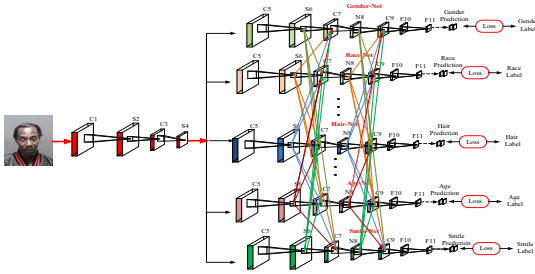 Gender-Net
C5 S6 C7 N8 C9 F10 F11 Gender Prediction Loss Gender Label
Race-Net
C5 S6 C7 N8 C9 F10 F11 Race Prediction Loss Race Label
C1 S2 C3 S4
Hair-Net
C5 C7 N8 C9 F10 F11 Hair Prediction Loss Hair Label
C5 C7 C9 F10 F11 Age Prediction Loss Age Label
Smile-Net
C5 C7 N8 C9 F10 F11 Smile Prediction Loss Smile Label